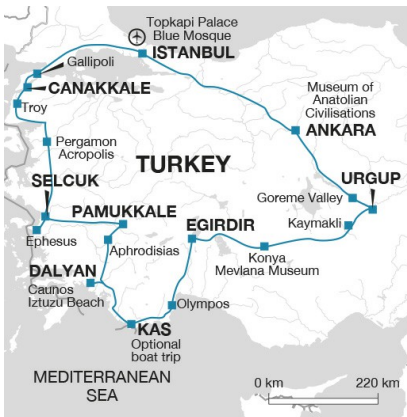 Topkapi Palace
Blue Mosque
ISTANBUL
Gallipoli
CANAKKALE
Troy
Museum of
Anatolian
Civilisations
ANKARA
Pergamon
Acropolis
TURKEY
URGUP
SELCUK
Goreme Valley
PAMUKKALE
EGIRDIR
Kaymakli
Ephesus
Aphrodisias
Konya
Mevlana Museum
DALYAN
Caunos
Iztuzu Beach
Olympos
KAS
Optional
boat trip
MEDITERRANEAN
SEA
0 km
220 km